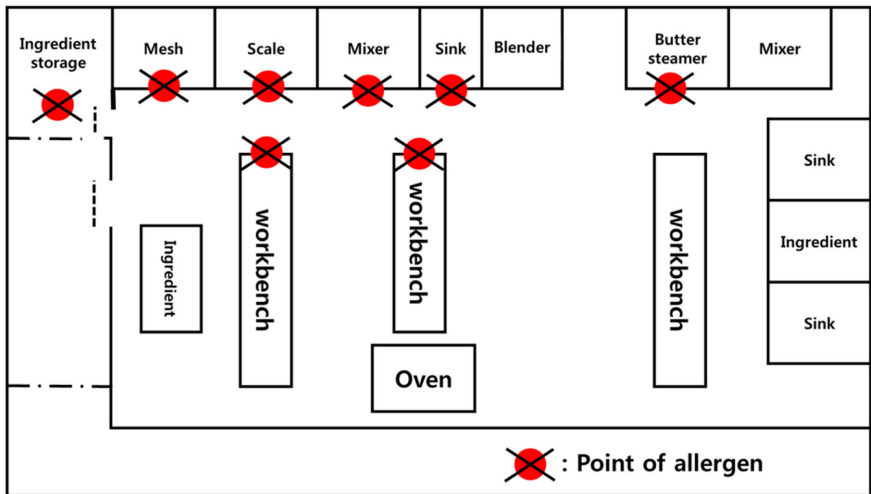 Ingredient
storage
Mesh
Scale
Mixer
Sink
Blender
Butter
steamer
Mixer
workbench
workbench
workbench
Ingredient
Sink
Ingredient
Sink
Oven
: Point of allergen